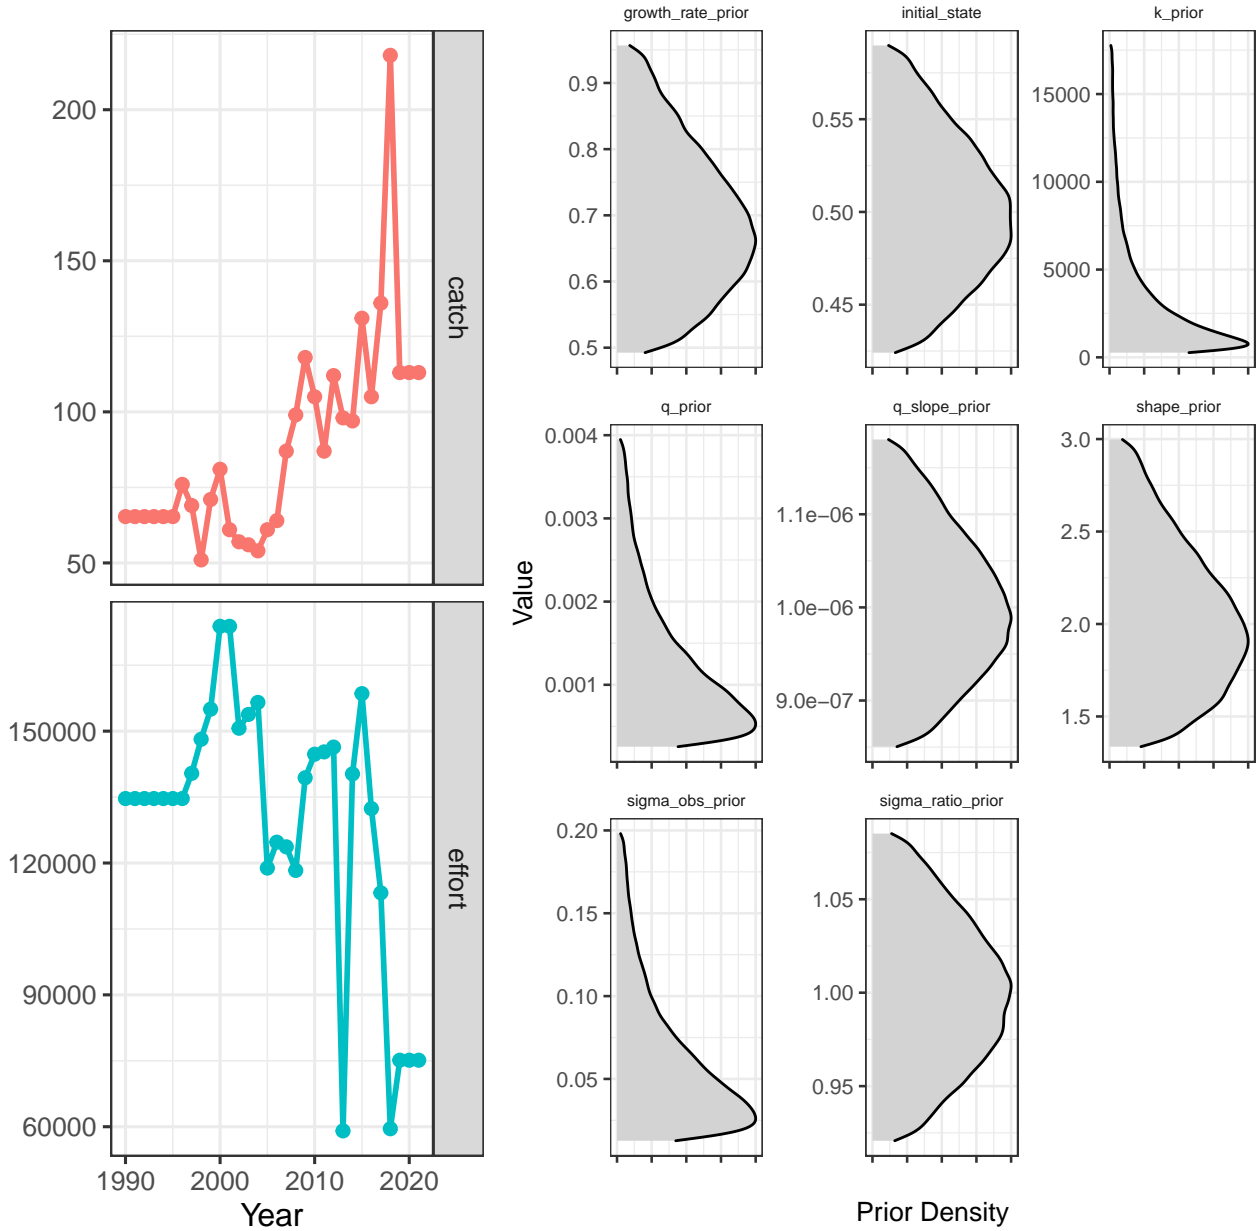 200
150
100
50
catch
150000
120000
90000
60000
effort
1990 2000 2010 2020
Year
Value
growth_rate_prior
0.9
0.8
0.7
0.6
0.5
initial_state
0.55
0.50
0.45
k_prior
15000
10000
5000
0
q_prior
0.004
0.003
0.002
0.001
q_slope_prior
1.1e−06
1.0e−06
9.0e−07
shape_prior
3.0
2.5
2.0
1.5
sigma_obs_prior
0.20
0.15
0.10
0.05
sigma_ratio_prior
1.05
1.00
0.95
Prior Density